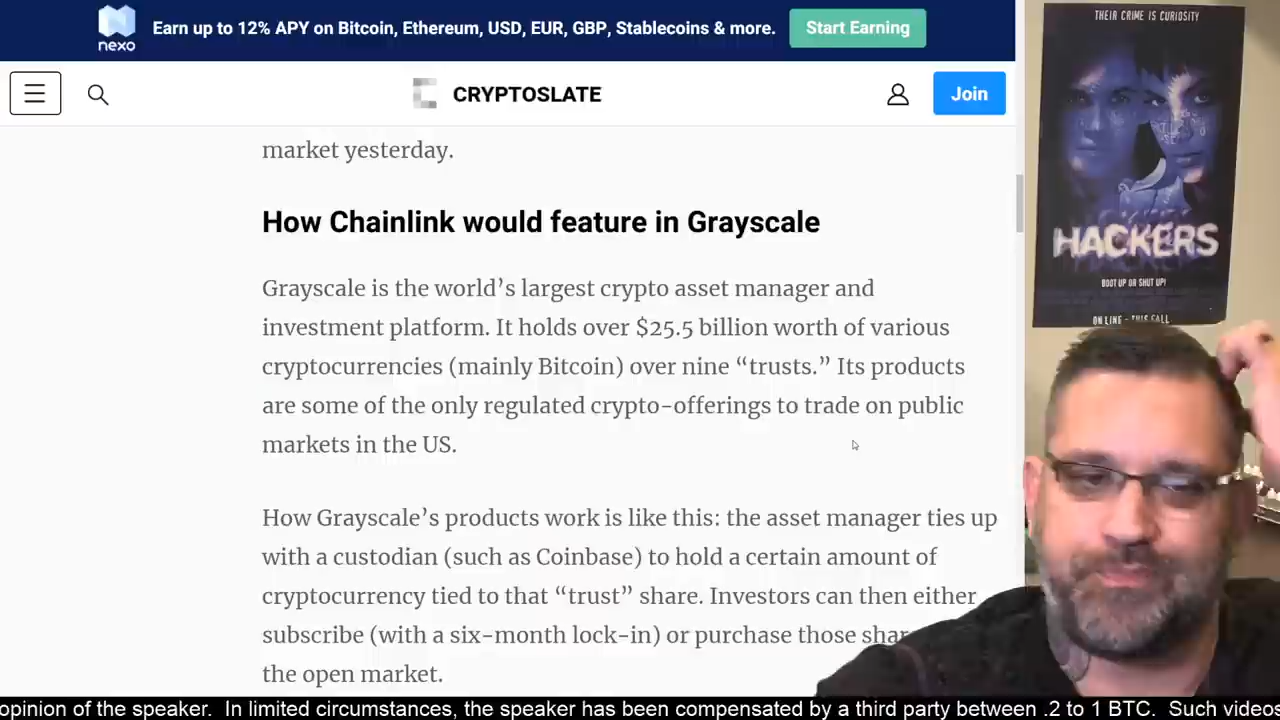 nexo
Earn up to 12% APY on Bitcoin, Ethereum, USD, EUR, GBP, Stablecoins & more.
Start Earning
CRYPTOSLATE
Join
market yesterday.
How Chainlink would feature in Grayscale
Grayscale is the world’s largest crypto asset manager and
investment platform. It holds over $25.5 billion worth of various
cryptocurrencies (mainly Bitcoin) over nine “trusts.” Its products
are some of the only regulated crypto-offerings to trade on public
markets in the US.
How Grayscale’s products work is like this: the asset manager ties up
with a custodian (such as Coinbase) to hold a certain amount of
cryptocurrency tied to that “trust” share. Investors can then either
subscribe (with a six-month lock-in) or purchase those shar
the open market.
THEIR CRIME IS CURIOSITY
HACKERS
BOOT UP OR SHUT UP!
ON LINE - THIS FALL
opinion of the speaker. In limited circumstances, the speaker has been compensated by a third party between .2 to 1 BTC. Such videos